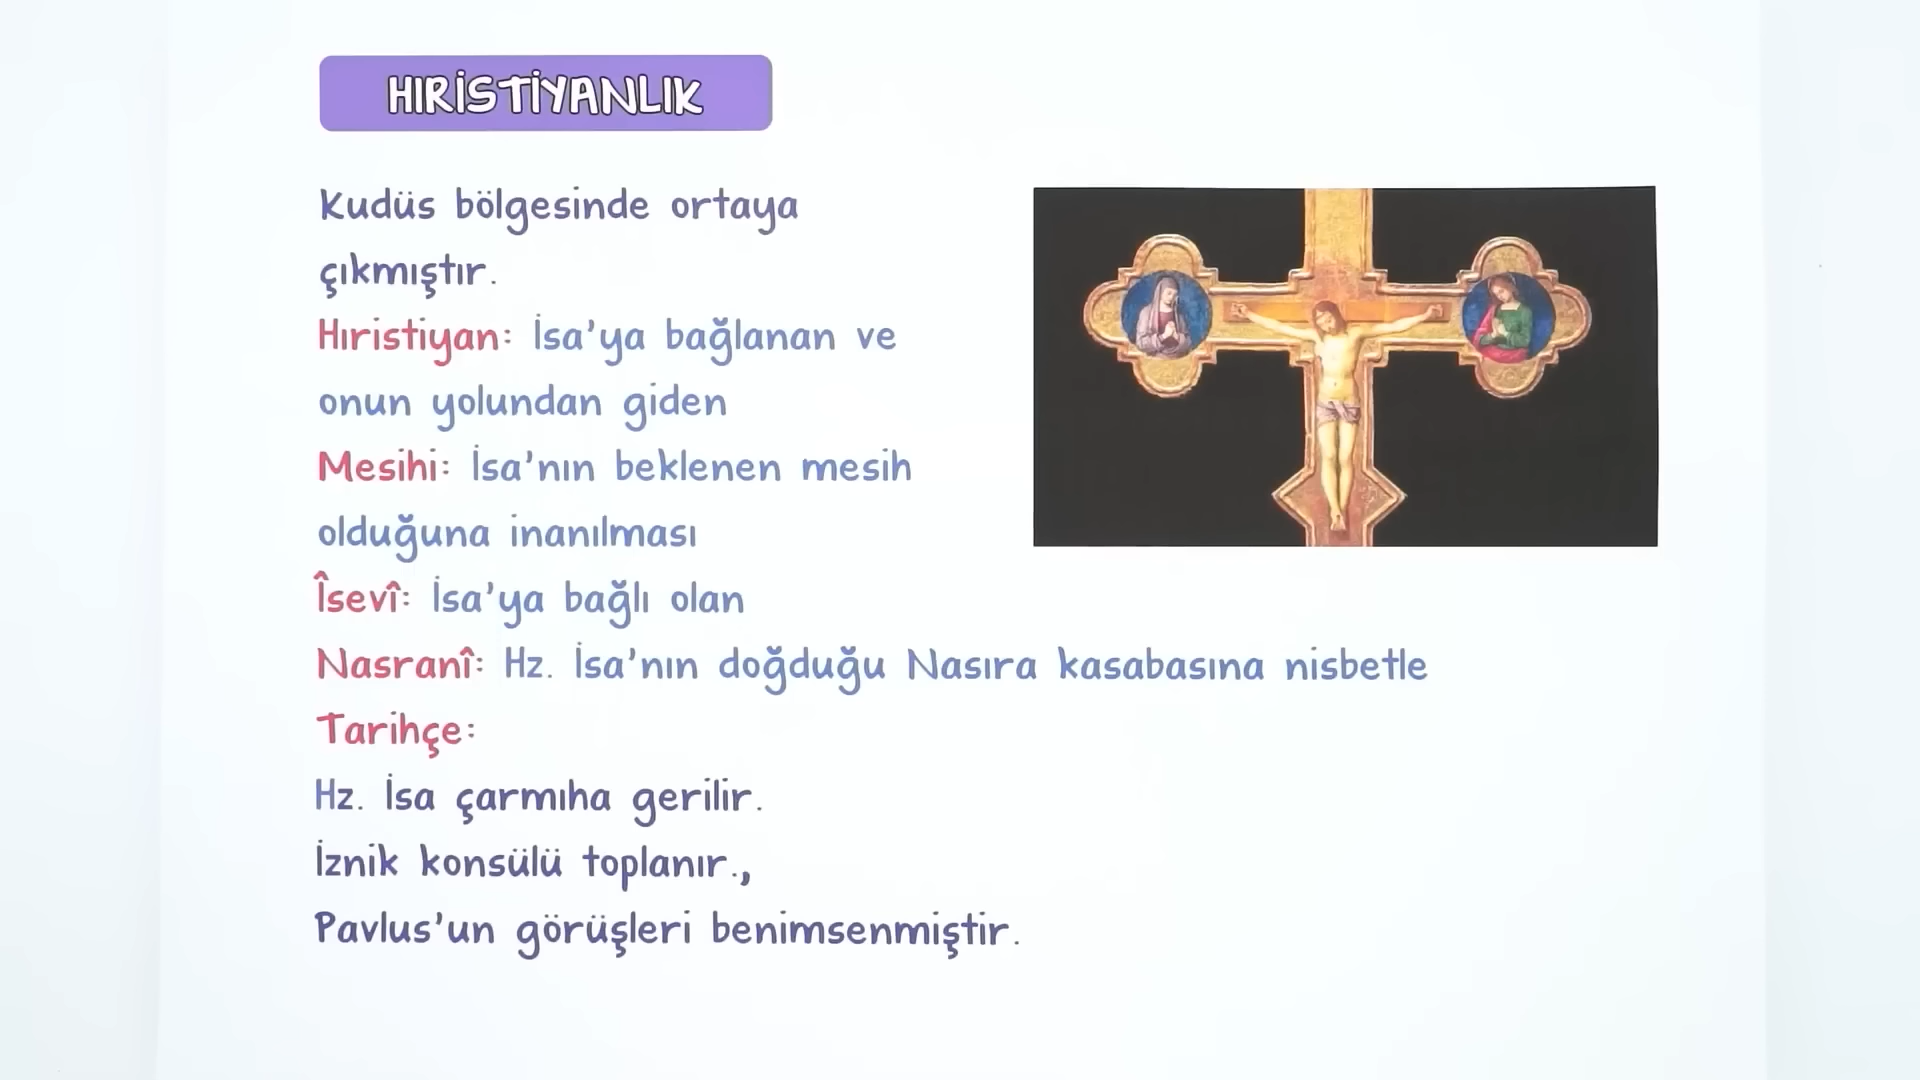 HIRİSTİYANLIK
Kudüs bölgesinde ortaya
çıkmıştır.
Hıristiyan: İsa'ya bağlanan ve
onun yolundan giden
Mesihi: İsa'nın beklenen mesih
olduğuna inanılması
Îsevî: İsa'ya bağlı olan
Nasranî: Hz. İsa'nın doğduğu Nasıra kasabasına nisbetle
Tarihçe:
Hz. İsa çarmıha gerilir.
İznik konsülü toplanır.,
Pavlus'un görüşleri benimsenmiştir.